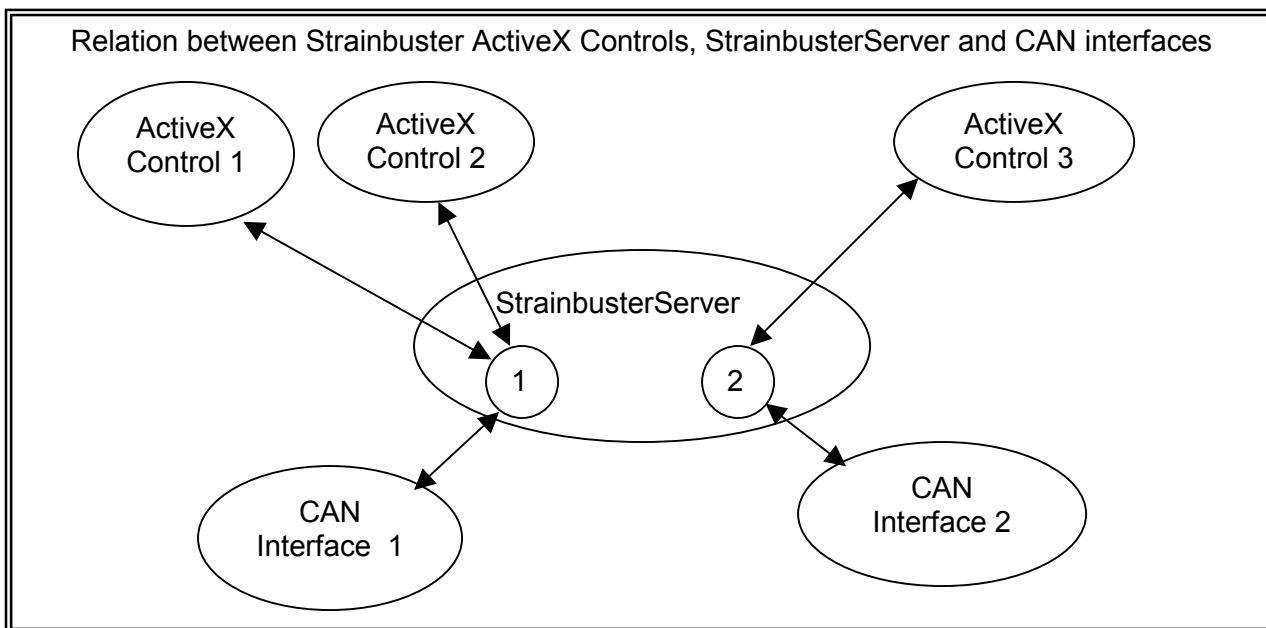 Relation between Strainbuster ActiveX Controls, StrainbusterServer and CAN interfaces
ActiveX
Control 1
ActiveX
Control 2
ActiveX
Control 3
StrainbusterServer
1
2
CAN
Interface 1
CAN
Interface 2